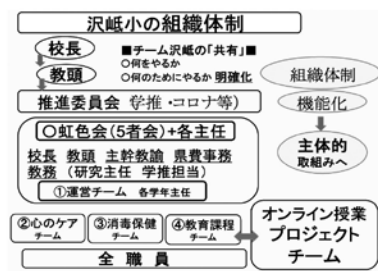 沢岻小の組織体制
校長
教頭
■チーム沢岻の「共有」■
○何をやるか
○何のためにやるか 明確化
推進委員会 (学推・コロナ等)
組織体制
機能化
主体的
取組みへ
○虹色会(5者会)+各主任
校長 教頭 主幹教諭 県費事務
教務 (研究主任 学推担当)
①運営チーム 各学年主任
②心のケア
チーム
③消毒保健
チーム
④教育課程
チーム
全職員
オンライン授業
プロジェクト
チーム